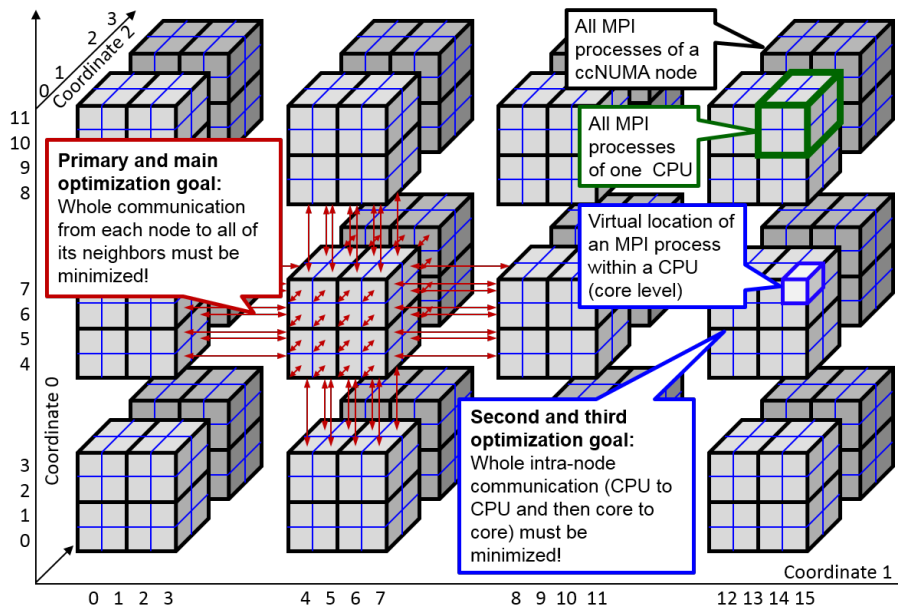 3
2
1
0
Coordinate 2
All MPI
processes of a
ccNUMA node
11
10
9
8
All MPI
processes
of one CPU
Primary and main
optimization goal:
Whole communication
from each node to all of
its neighbors must be
minimized!
Virtual location of
an MPI process
within a CPU
(core level)
7
6
5
4
Coordinate 0
Second and third
optimization goal:
Whole intra-node
communication (CPU to
CPU and then core to
core) must be
minimized!
3
2
1
0
Coordinate 1
0 1 2 3 4 5 6 7 8 9 10 11 12 13 14 15